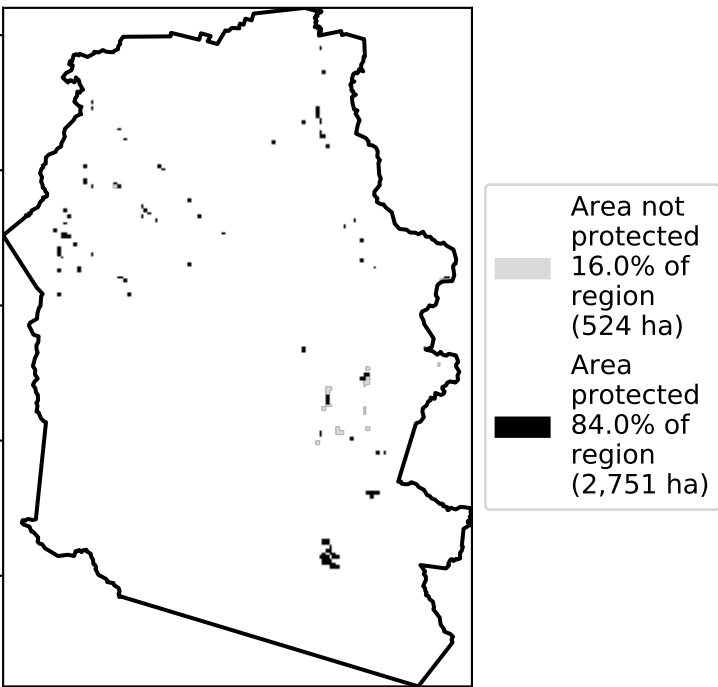 Area not
protected
16.0% of
region
(524 ha)
Area
protected
84.0% of
region
(2,751 ha)